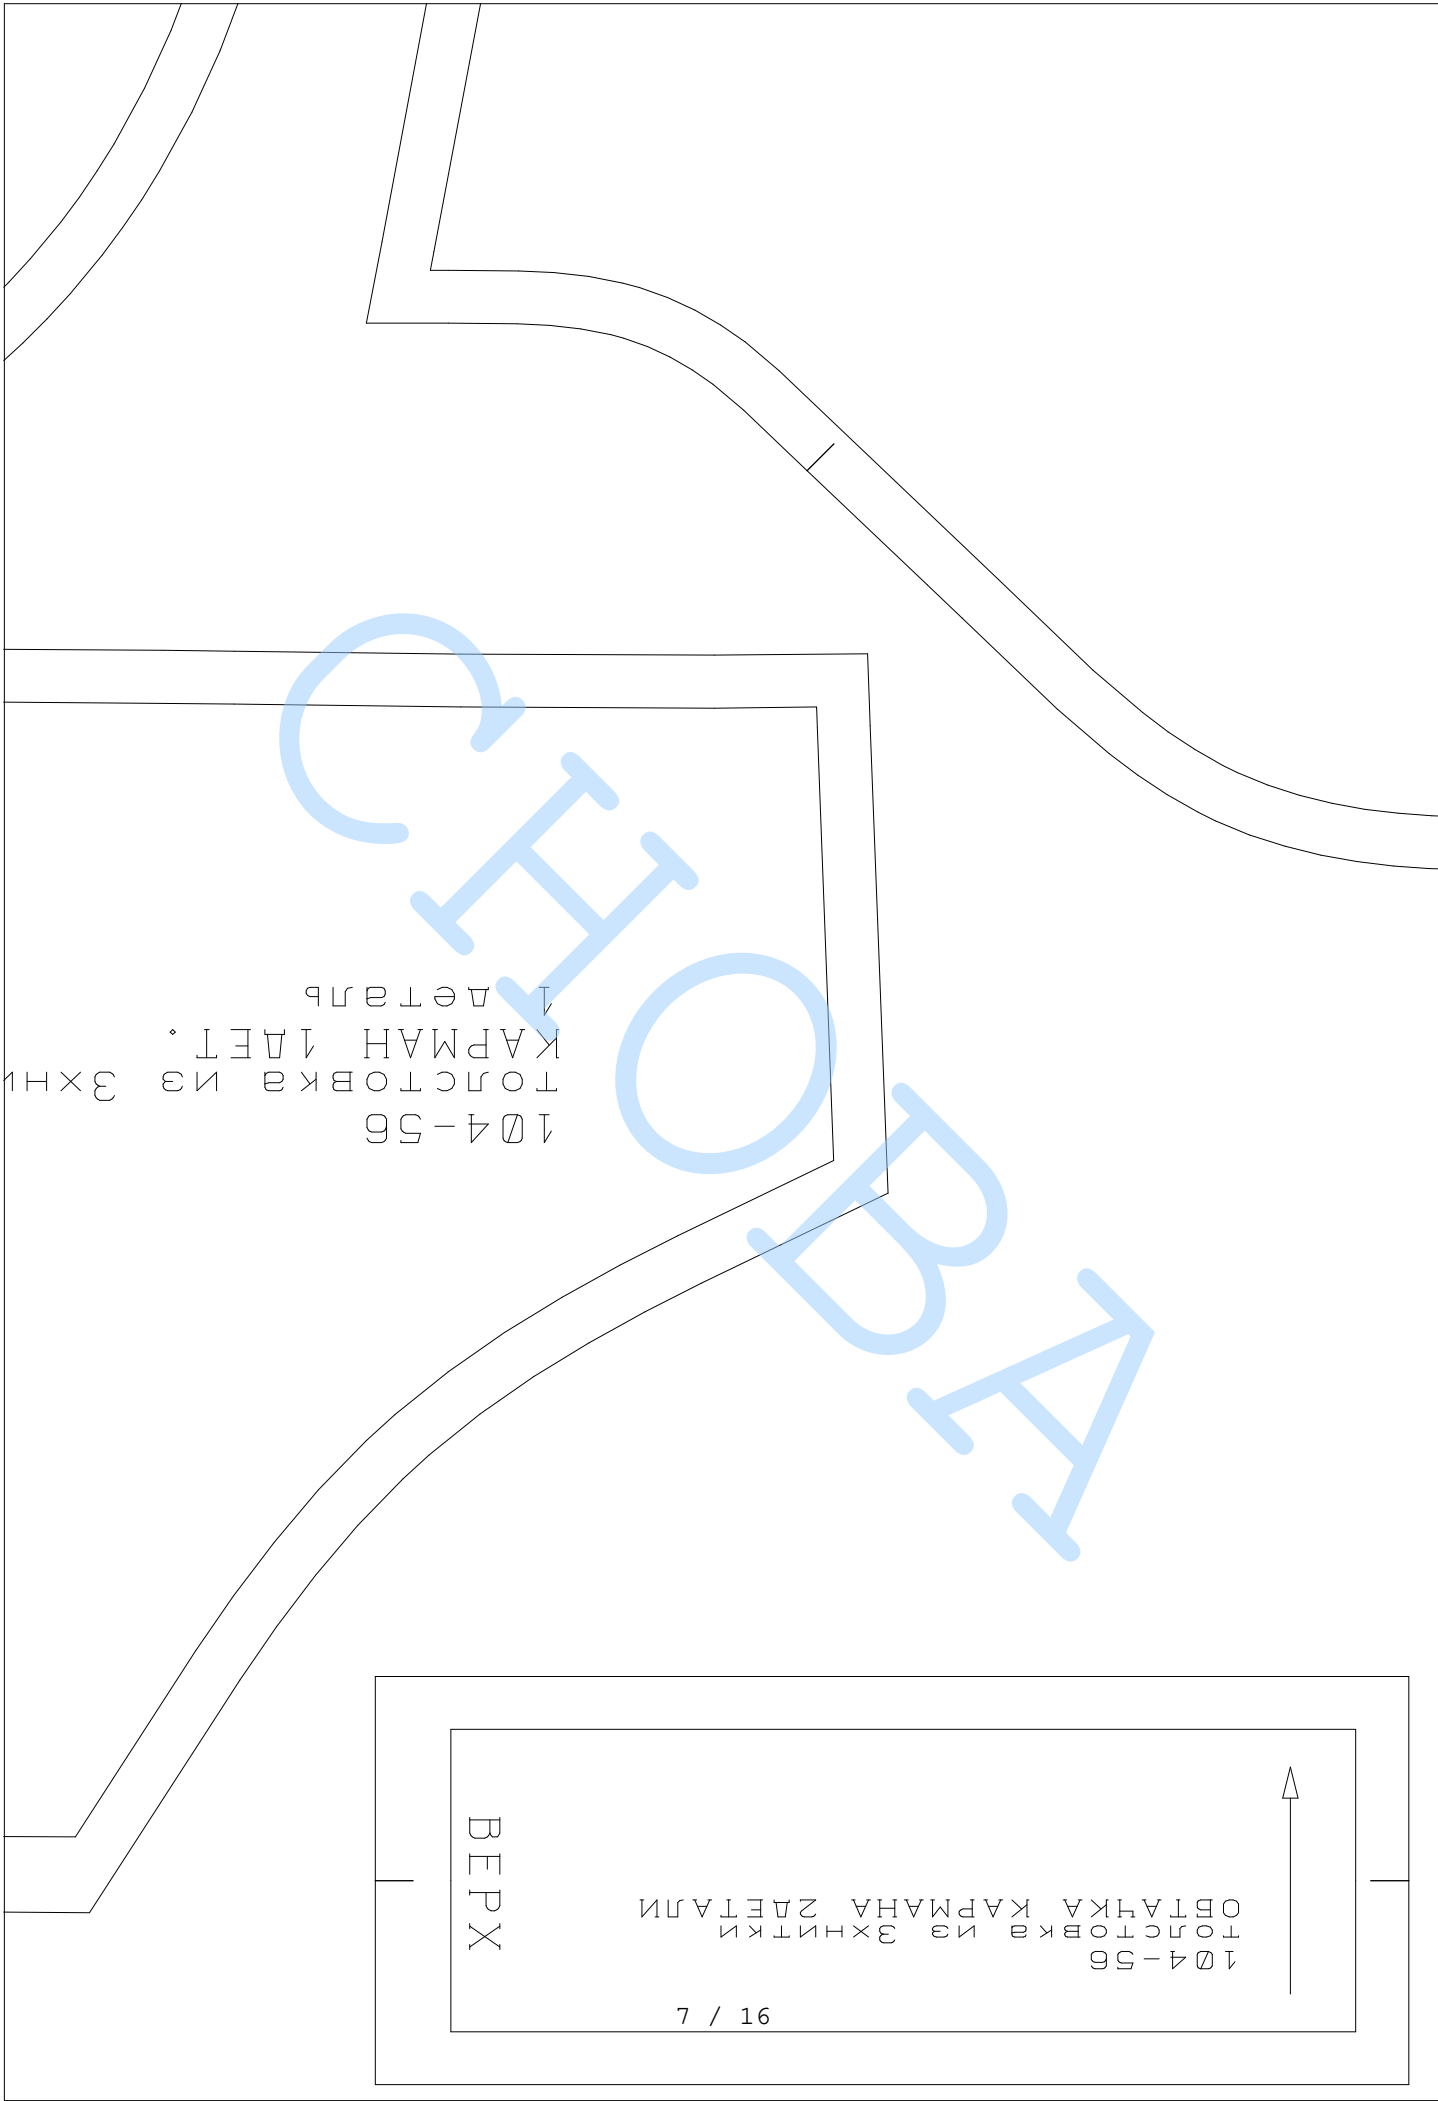 СНОВА
104-56
толстовка из 3хни
КАРМАН 1ДЕТ.
1 деталь
ВЕРХ
104-56
толстовка из 3хнитки
ОБТАЧКА КАРМАНА 2ДЕТАЛИ
7 / 16